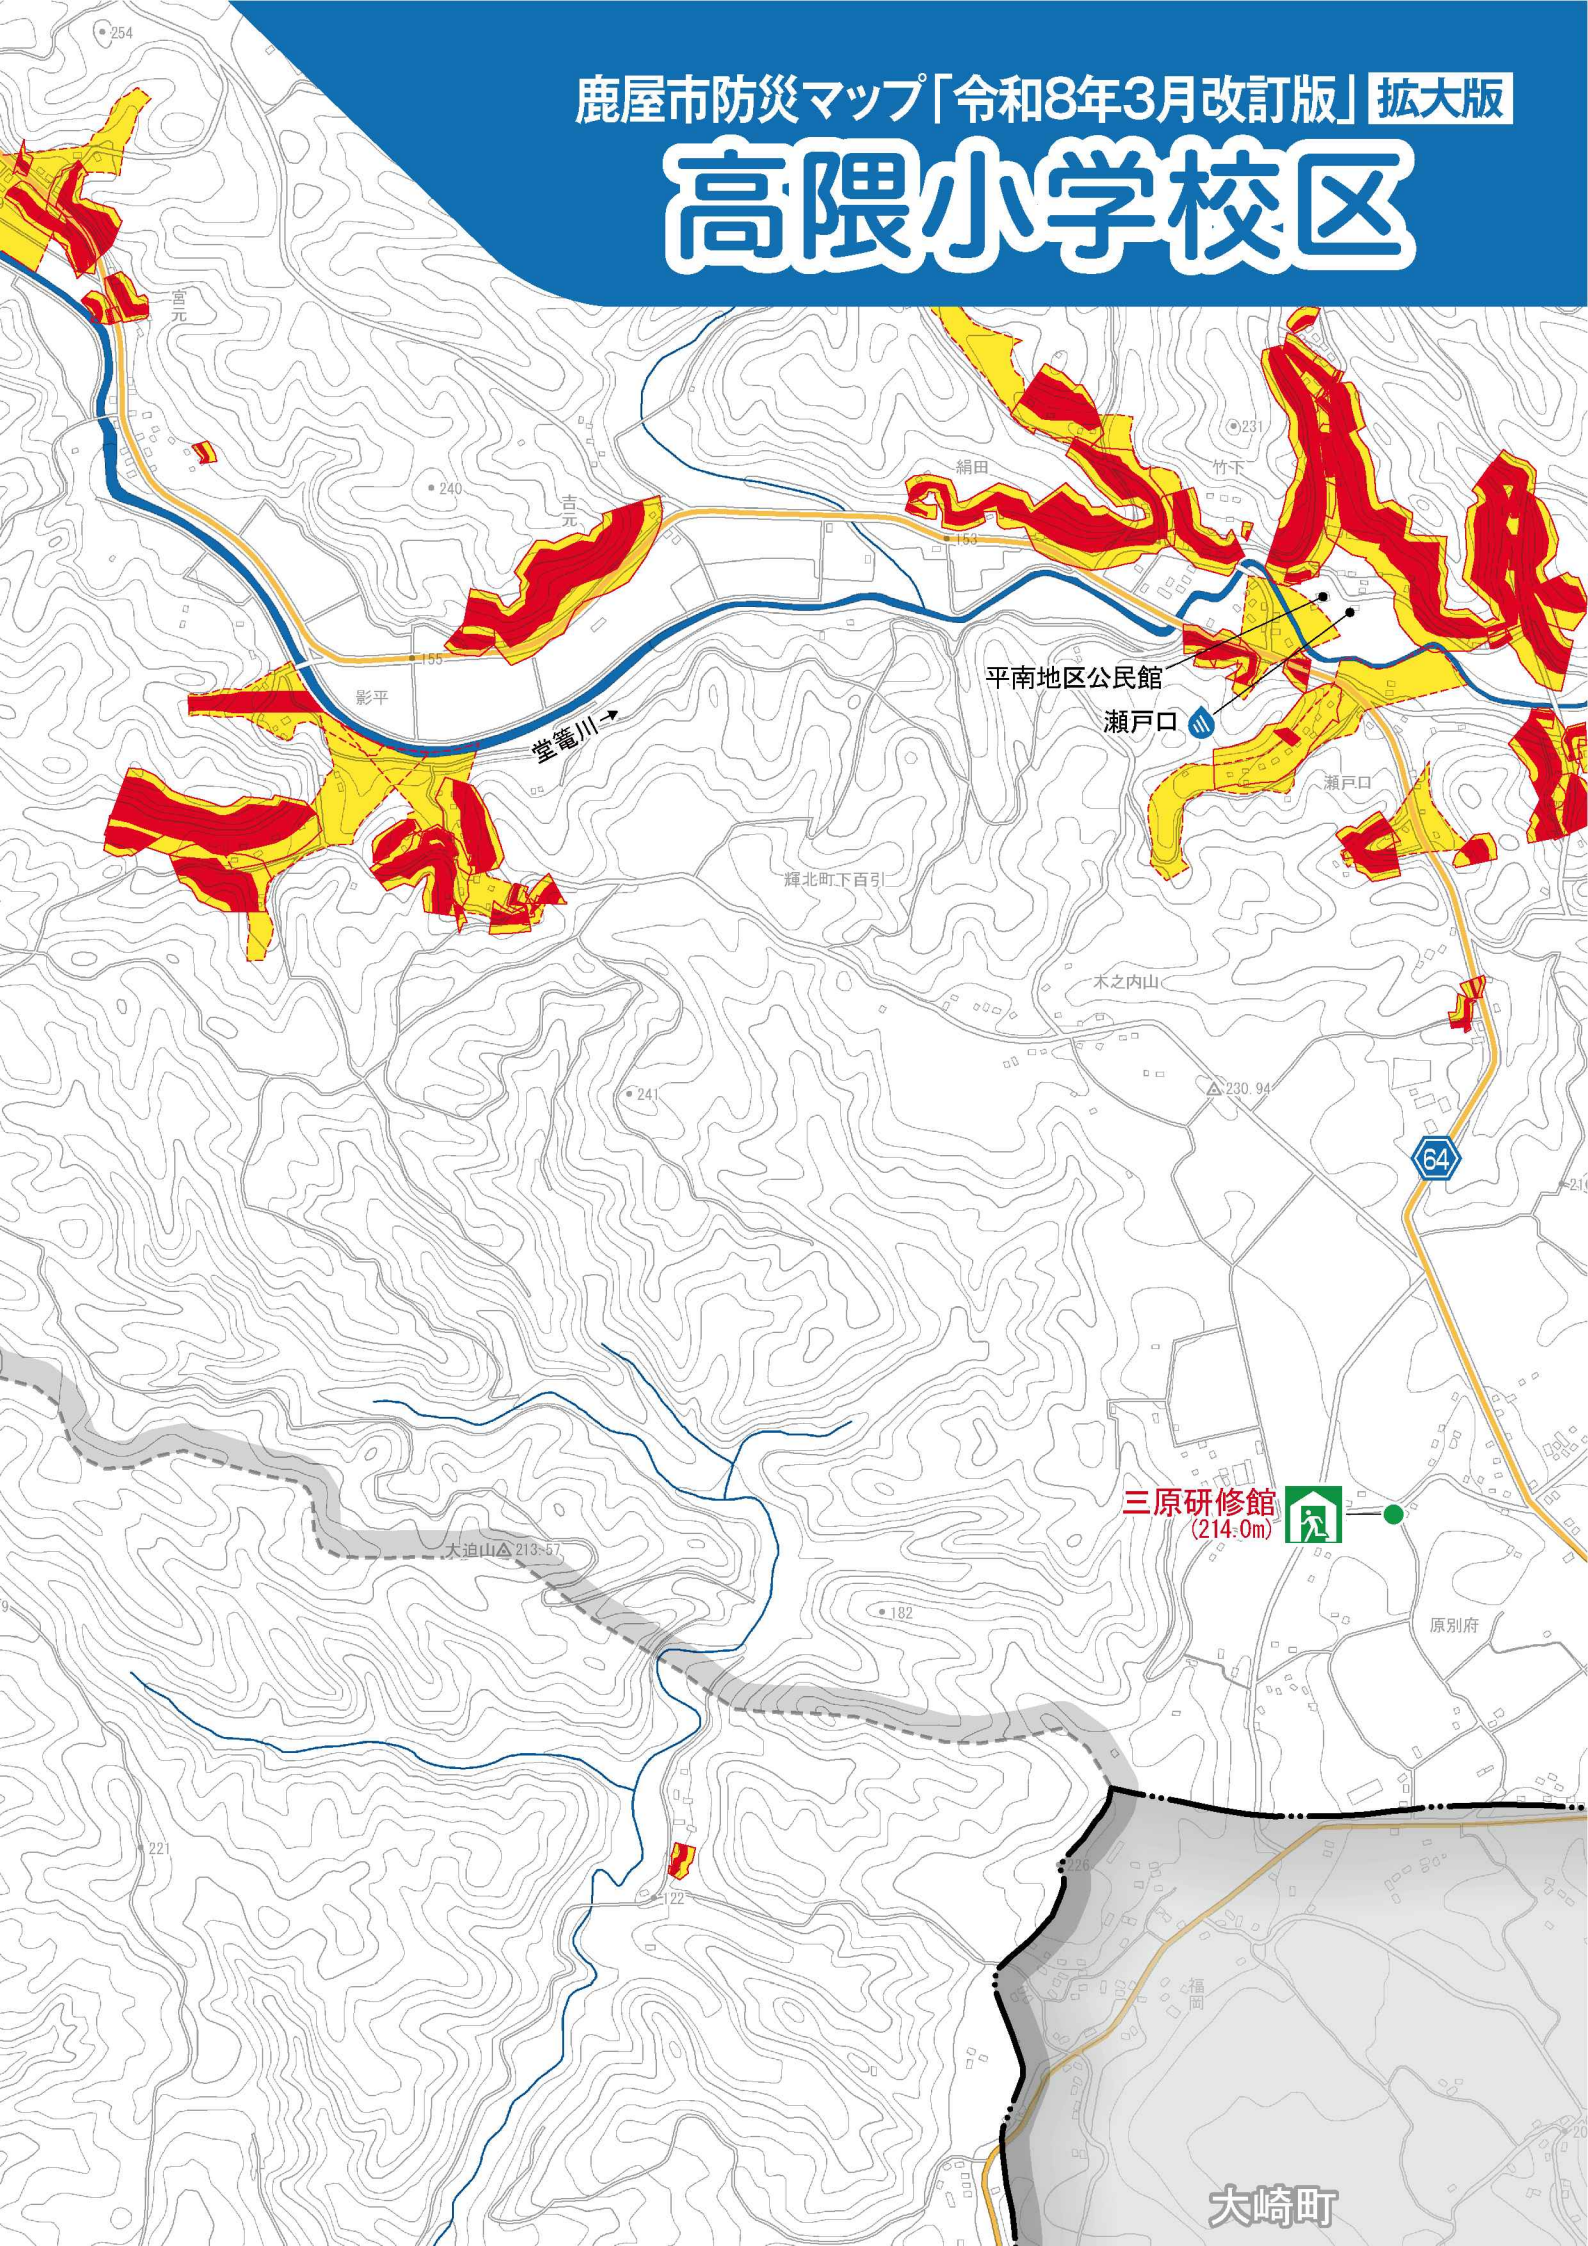 鹿屋市防災マップ「令和8年3月改訂版」 拡大版
高隈小学校区
254
宮元
231
絹田
竹下
240
吉元
153
155
影平
平南地区公民館
瀬戸口
堂篭川→
瀬戸口
輝北町下百引
木之内山
241
230.94
64
三原研修館
(214.0m)
大迫山 213.57
182
原別府
221
226
122
福岡
大崎町